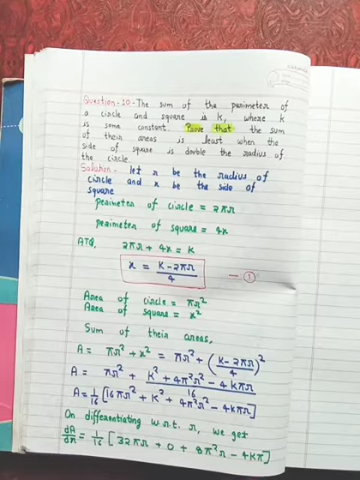 Question-10-The sum of the perimeter of
a circle and square is K, where K
is some constant. Prove that the sum
of their areas is least when the
side of square is double the radius of
the circle.
Solution- let r be the radius of
circle and x be the side of
square
perimeter of circle = 2πr
perimeter of square = 4x
ATQ, 2πr + 4x = K
x = K-2πr/4 — ①
Area of circle = πr²
Area of square = x²
Sum of their areas,
A = πr² + x² = πr² + (K-2πr/4)²
A = πr² + K² + 4π²r² - 4Kπr/16
A = 1/16 [16πr² + K² + 4π²r² - 4Kπr]
On differentiating w.r.t. r, we get
dA/dr = 1/16 [32πr + 0 + 8π²r - 4Kπ]